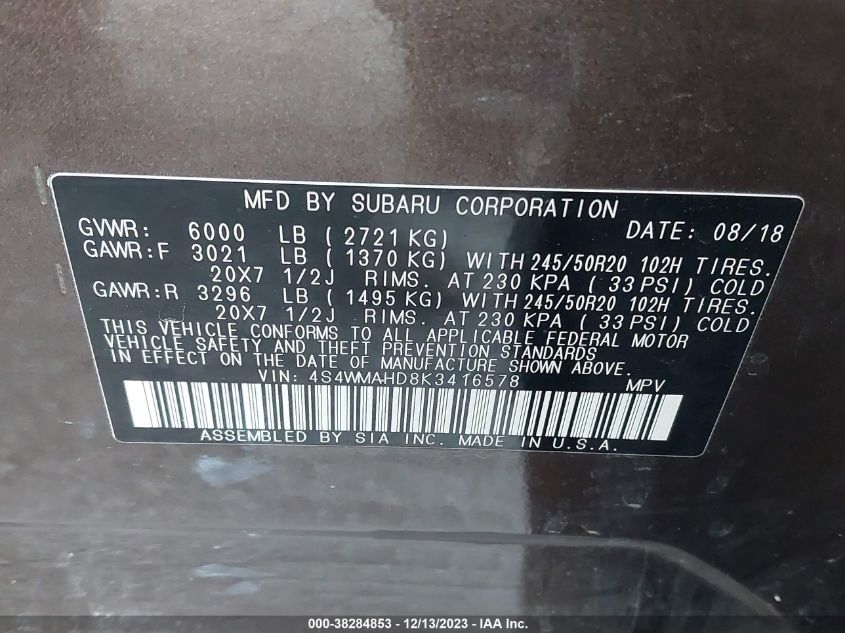 MFD BY SUBARU CORPORATION
GVWR: 6000 LB ( 2721 KG) DATE: 08/18
GAWR:F 3021 LB ( 1370 KG) WITH 245/50R20 102H TIRES.
20X7 1/2J RIMS. AT 230 KPA ( 33 PSI) COLD
GAWR:R 3296 LB ( 1495 KG) WITH 245/50R20 102H TIRES.
20X7 1/2J RIMS. AT 230 KPA ( 33 PSI) COLD
THIS VEHICLE CONFORMS TO ALL APPLICABLE FEDERAL MOTOR
VEHICLE SAFETY AND THEFT PREVENTION STANDARDS
IN EFFECT ON THE DATE OF MANUFACTURE SHOWN ABOVE.
VIN: 4S4WMAHD8K3416578 MPV
ASSEMBLED BY SIA INC. MADE IN U.S.A.
000-38284853 - 12/13/2023 - IAA Inc.